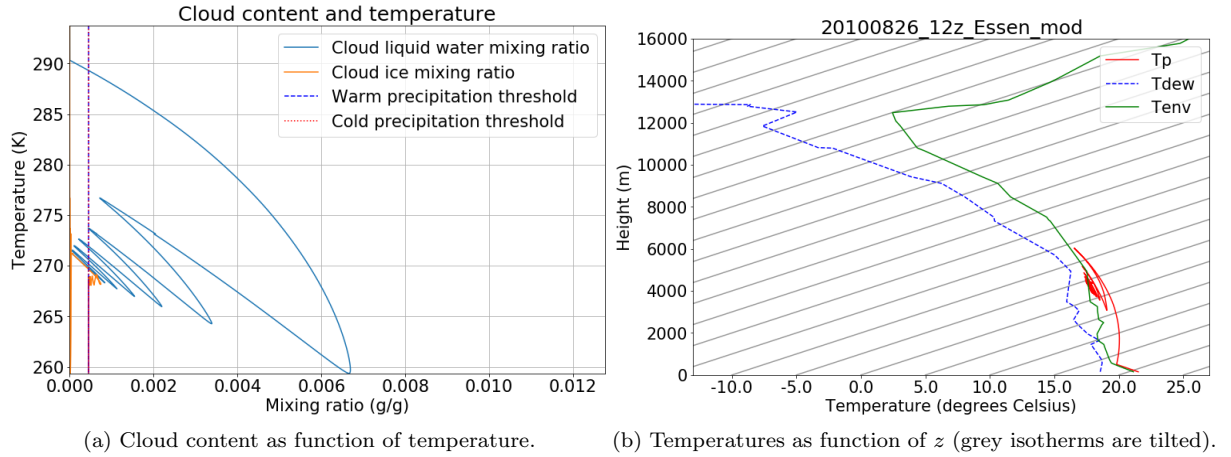 Cloud content and temperature
290
285
280
275
270
265
260
Temperature (K)
0.000
0.002
0.004
0.006
0.008
0.010
0.012
Mixing ratio (g/g)
Cloud liquid water mixing ratio
Cloud ice mixing ratio
Warm precipitation threshold
Cold precipitation threshold
(a) Cloud content as function of temperature.
20100826_12z_Essen_mod
16000
14000
12000
10000
8000
6000
4000
2000
0
Height (m)
-10.0
-5.0
0.0
5.0
10.0
15.0
20.0
25.0
Temperature (degrees Celsius)
Tp
Tdew
Tenv
(b) Temperatures as function of z (grey isotherms are tilted).